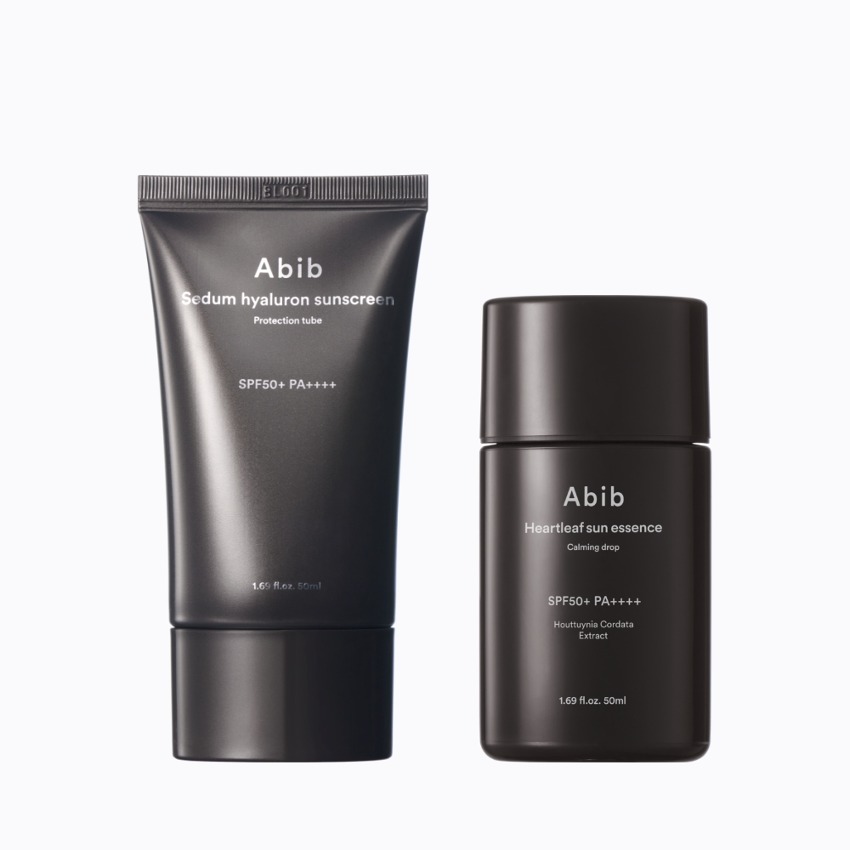 Abib
Sedum hyaluron sunscreen
Protection tube
SPF50+ PA++++
1.69 fl.oz. 50ml
Abib
Heartleaf sun essence
Calming drop
SPF50+ PA++++
Houttuynia Cordata
Extract
1.69 fl.oz. 50ml